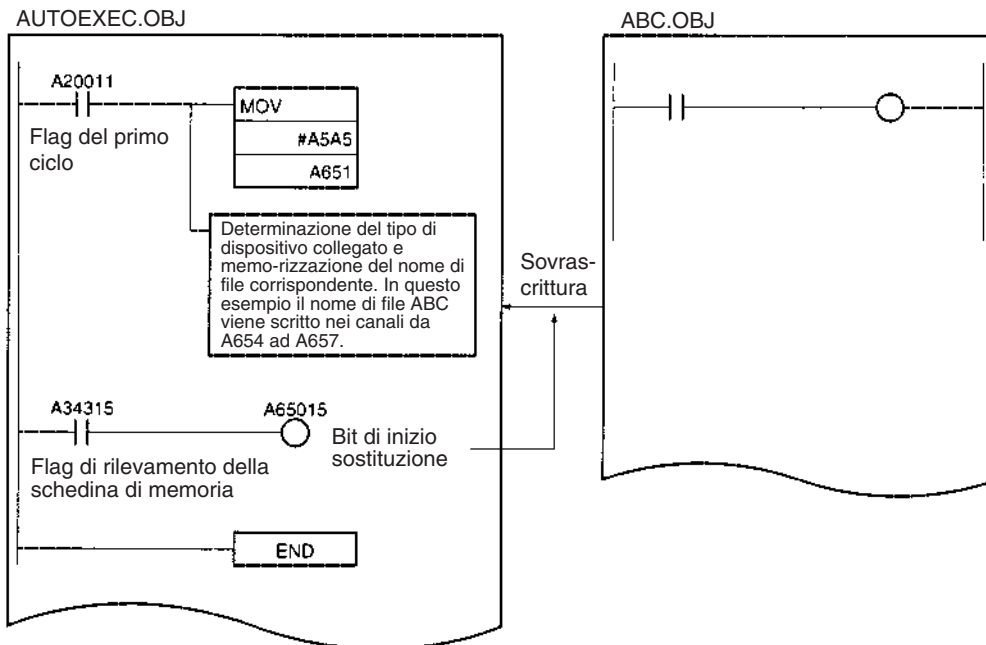 AUTOEXEC.OBJ
A20011
Flag del primo
ciclo
MOV
#A5A5
A651
Determinazione del tipo di
dispositivo collegato e
memo-rizzazione del nome di
file corrispondente. In questo
esempio il nome di file ABC
viene scritto nei canali da
A654 ad A657.
A34315
Flag di rilevamento della
schedina di memoria
A65015
Bit di inizio
sostituzione
END
Sovras-
crittura
ABC.OBJ